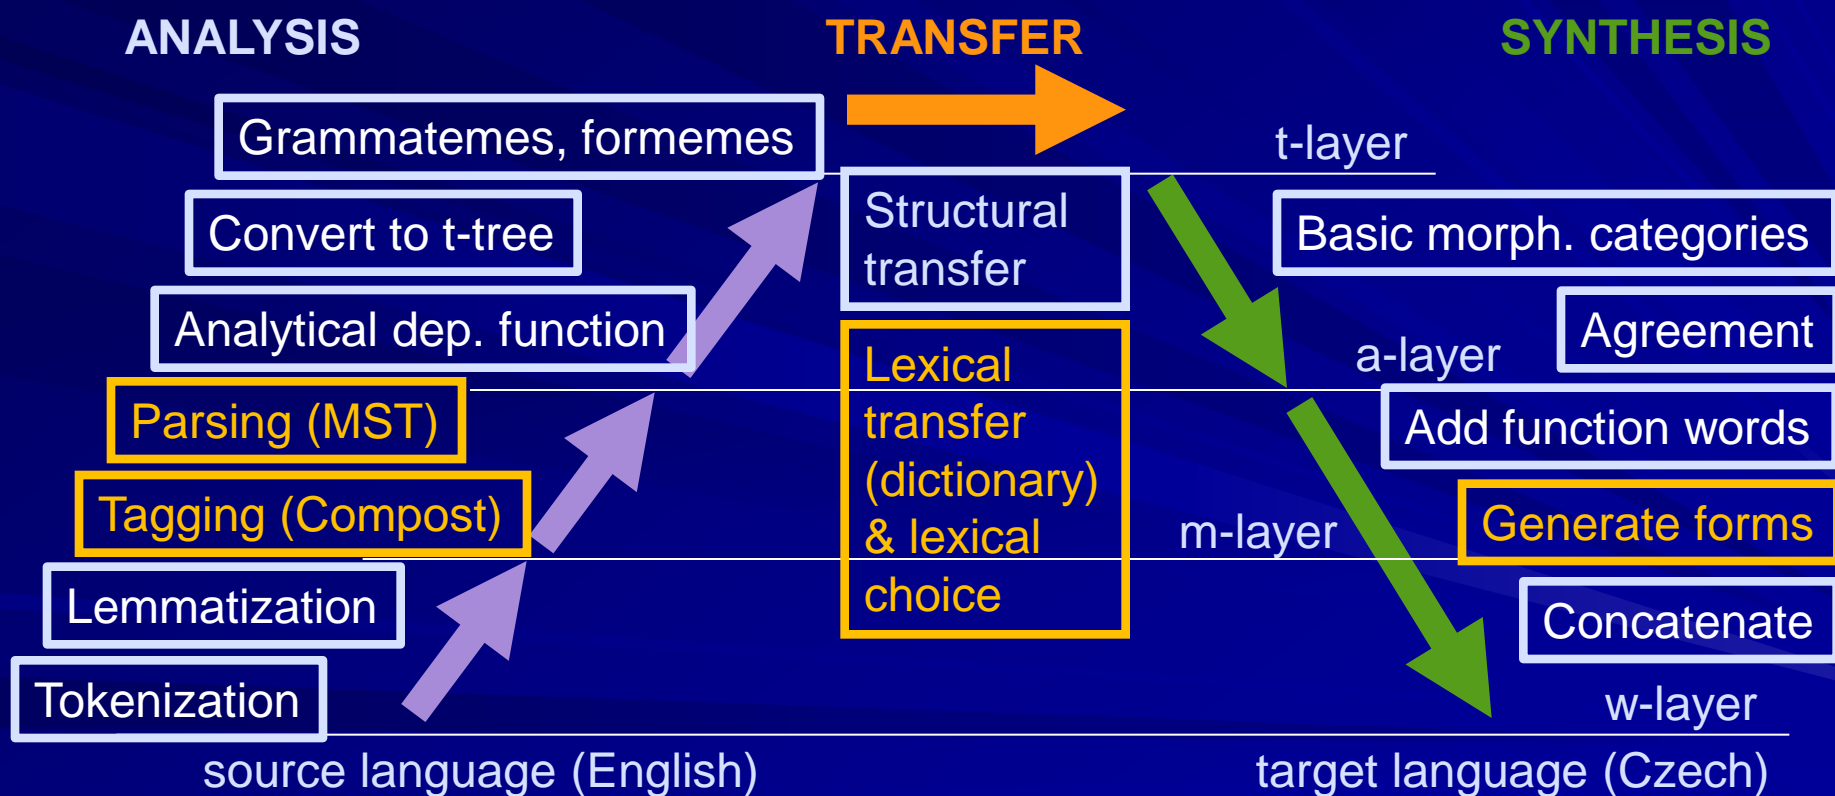 ANALYSIS
TRANSFER
SYNTHESIS
Grammatemes, formemes
t-layer
Convert to t-tree
Structural
transfer
Basic morph. categories
Analytical dep. function
Agreement
a-layer
Lexical
transfer
(dictionary)
& lexical
choice
Parsing (MST)
Add function words
Tagging (Compost)
m-layer
Generate forms
Lemmatization
Concatenate
Tokenization
w-layer
source language (English)
target language (Czech)